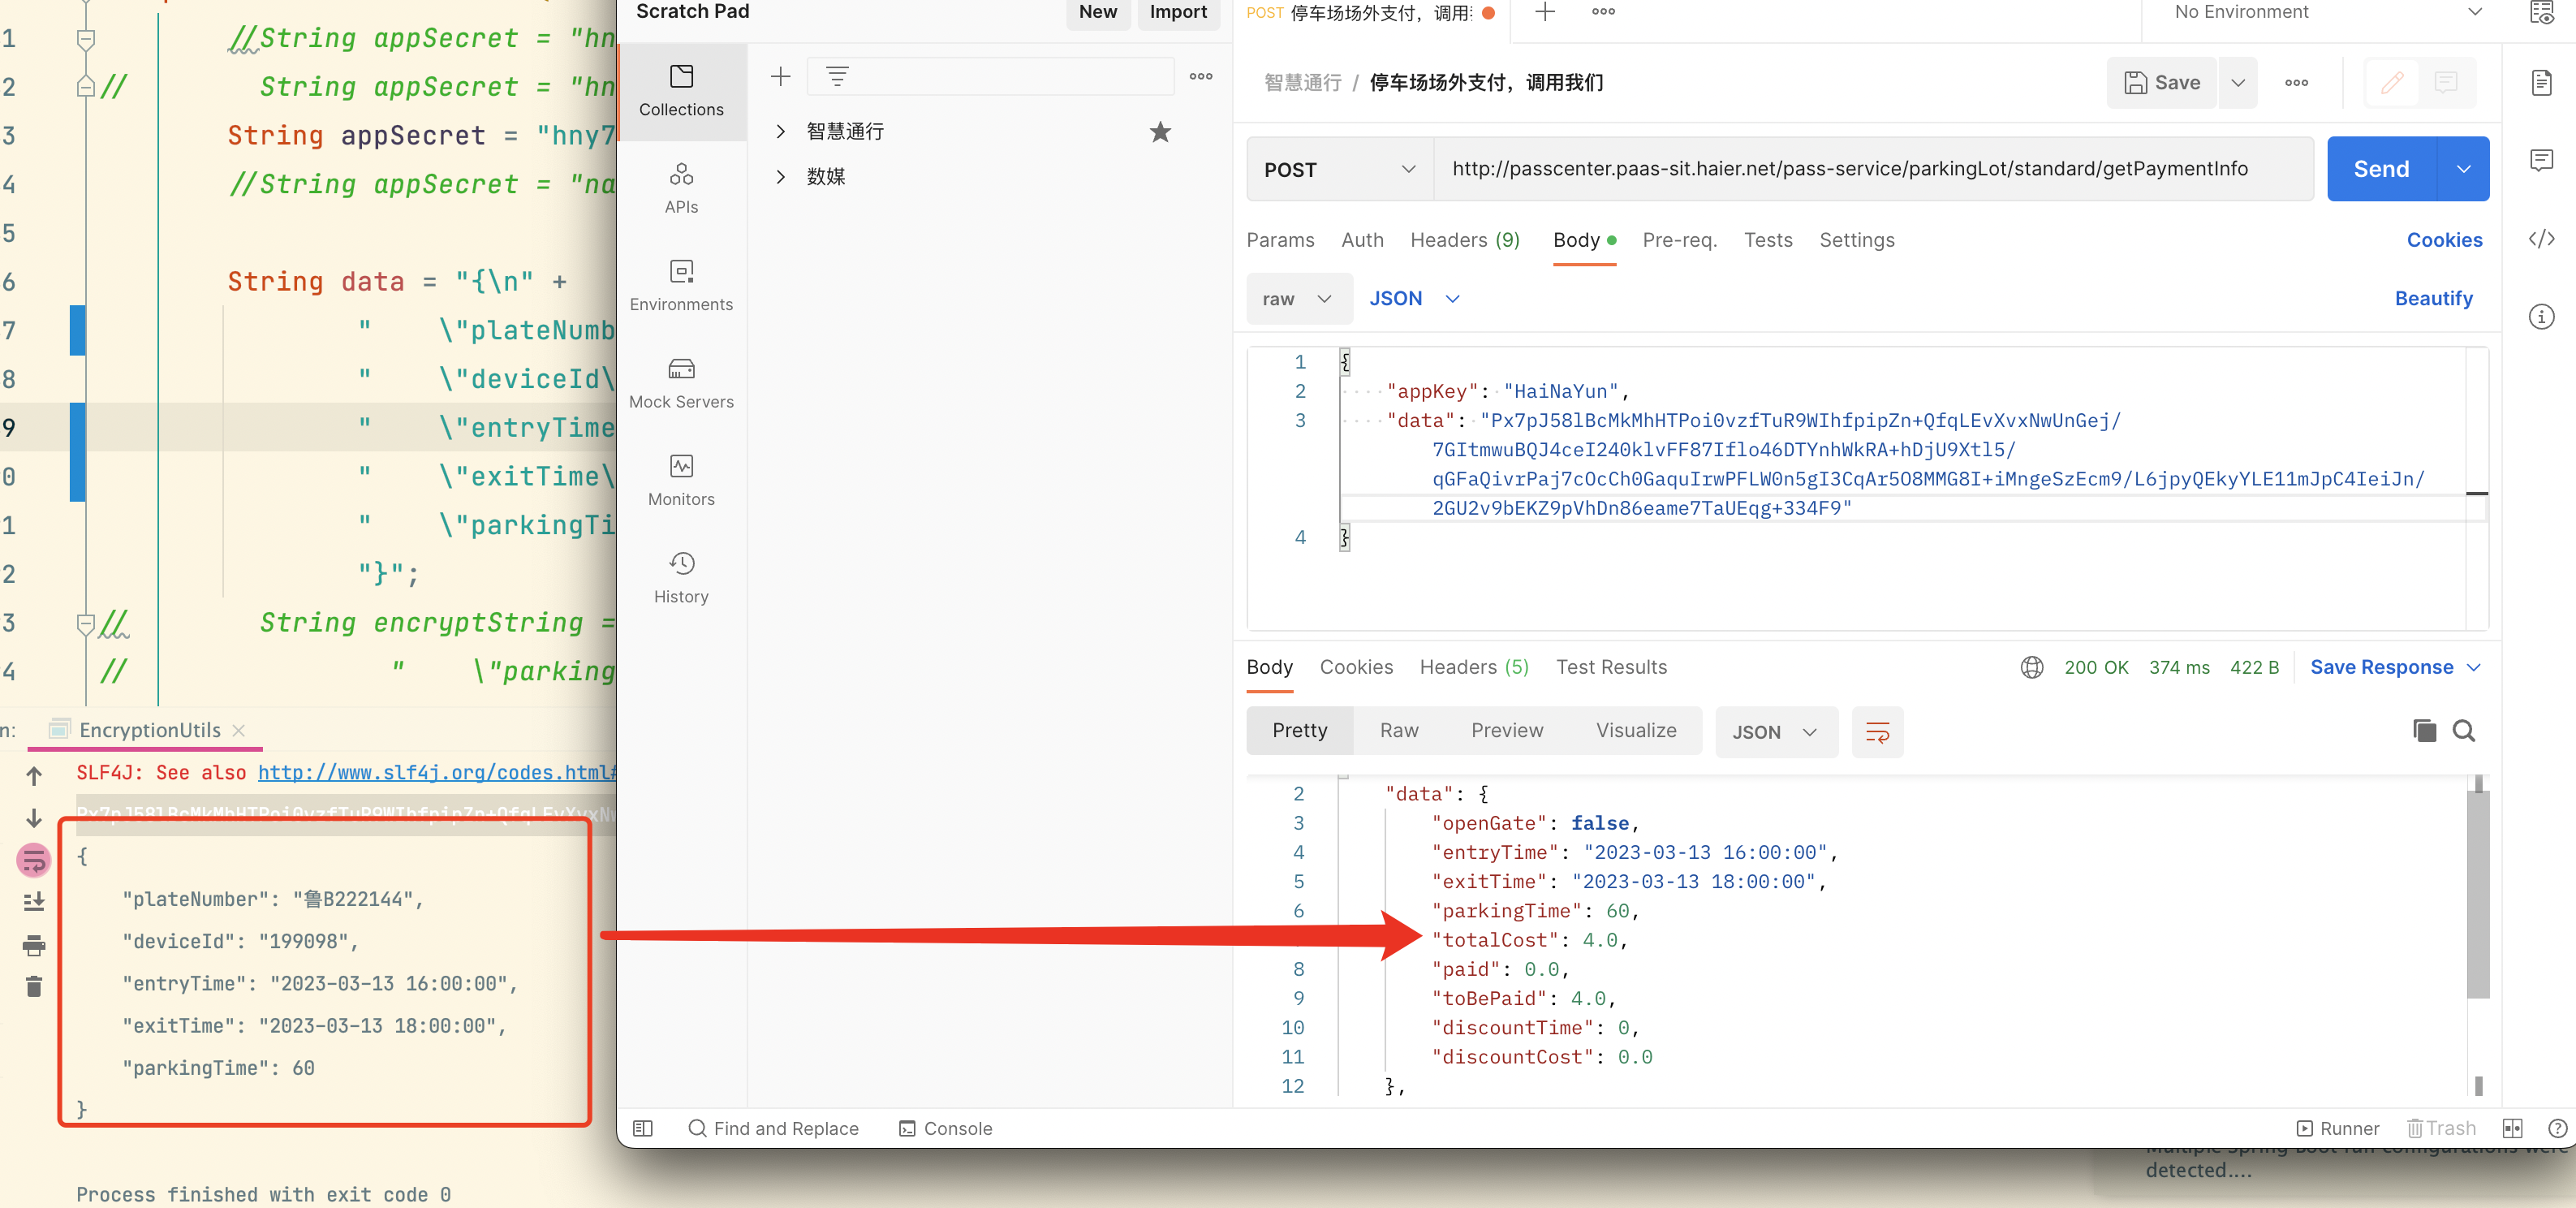 1 //String appSecret = "hn
2 // String appSecret = "hn
3 String appSecret = "hny7
4 //String appSecret = "na
5
6 String data = "{\n" +
7 " \"plateNumb
8 " \"deviceId\
9 " \"entryTime
0 " \"exitTime\
1 " \"parkingTi
2 "}";
3 // String encryptString =
4 // " \"parking
n: EncryptionUtils
SLF4J: See also http://www.slf4j.org/codes.html#
Px7pJ58lBcMkMhHTPoi0vzfTuR9WIhfpipZn+QfqLEvXvxNw
{
"plateNumber": "鲁B222144",
"deviceId": "199098",
"entryTime": "2023-03-13 16:00:00",
"exitTime": "2023-03-13 18:00:00",
"parkingTime": 60
}
Process finished with exit code 0
Scratch Pad
New
Import
Collections
APIs
Environments
Mock Servers
Monitors
History
智慧通行
数媒
POST 停车场场外支付，调用
No Environment
智慧通行 / 停车场场外支付，调用我们
Save
POST
http://passcenter.paas-sit.haier.net/pass-service/parkingLot/standard/getPaymentInfo
Send
Params
Auth
Headers (9)
Body
Pre-req.
Tests
Settings
Cookies
raw
JSON
Beautify
1 {
2 "appKey": "HaiNaYun",
3 "data": "Px7pJ58lBcMkMhHTPoi0vzfTuR9WIhfpipZn+QfqLEvXvxNwUnGej/
7GItmwuBQJ4ceI240klvFF87Iflo46DTYnhWkRA+hDjU9Xtl5/
qGFaQivrPaj7cOcCh0GaquIrwPFLW0n5gI3CqAr5O8MMG8I+iMngeSzEcm9/L6jpyQEkyYLE11mJpC4IeiJn/
2GU2v9bEKZ9pVhDn86eame7TaUEqg+334F9"
4 }
Body
Cookies
Headers (5)
Test Results
200 OK
374 ms
422 B
Save Response
Pretty
Raw
Preview
Visualize
JSON
2 "data": {
3 "openGate": false,
4 "entryTime": "2023-03-13 16:00:00",
5 "exitTime": "2023-03-13 18:00:00",
6 "parkingTime": 60,
"totalCost": 4.0,
8 "paid": 0.0,
9 "toBePaid": 4.0,
10 "discountTime": 0,
11 "discountCost": 0.0
12 },
Find and Replace
Console
Runner
Trash
Multiple Spring Boot run configurations were
detected....